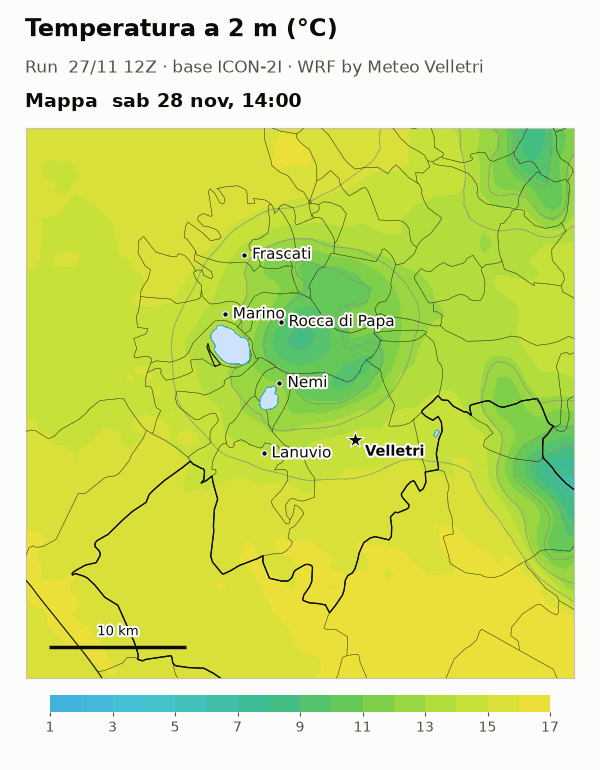 Temperatura a 2 m (°C)
Run  27/11 12Z · base ICON-2I · WRF by Meteo Velletri
Mappa  sab 28 nov, 14:00
Frascati
Marino
Rocca di Papa
Nemi
Velletri
Lanuvio
10 km
1 3 5 7 9 11 13 15 17